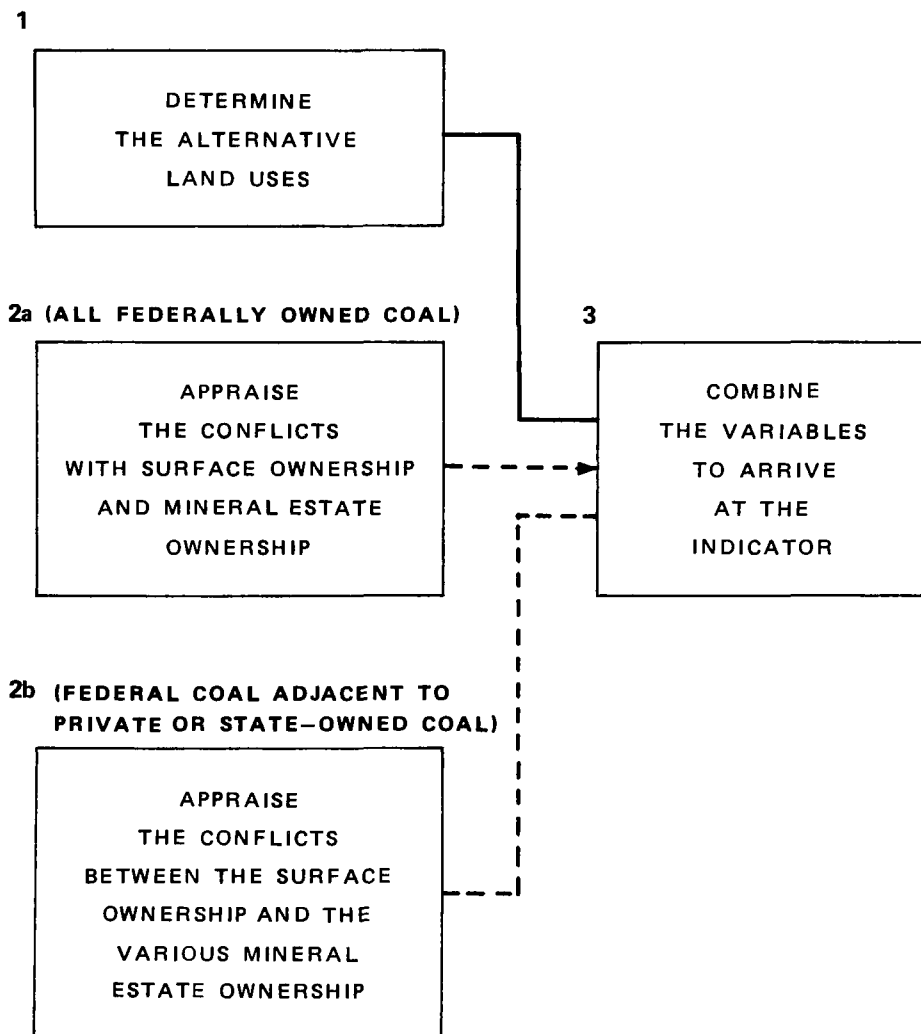 1
DETERMINE
THE ALTERNATIVE
LAND USES
2a (ALL FEDERALLY OWNED COAL)
APPRAISE
THE CONFLICTS
WITH SURFACE OWNERSHIP
AND MINERAL ESTATE
OWNERSHIP
3
COMBINE
THE VARIABLES
TO ARRIVE
AT THE
INDICATOR
2b (FEDERAL COAL ADJACENT TO
PRIVATE OR STATE-OWNED COAL)
APPRAISE
THE CONFLICTS
BETWEEN THE SURFACE
OWNERSHIP AND THE
VARIOUS MINERAL
ESTATE OWNERSHIP